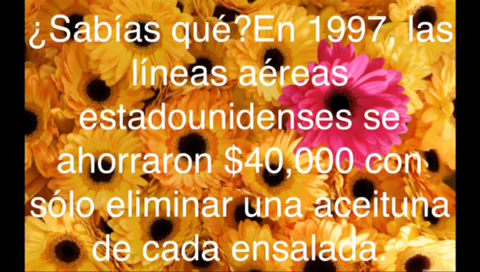 ¿Sabías qué?En 1997, las
líneas aéreas
estadounidenses se
ahorraron $40,000 con
sólo eliminar una aceituna
de cada ensalada.